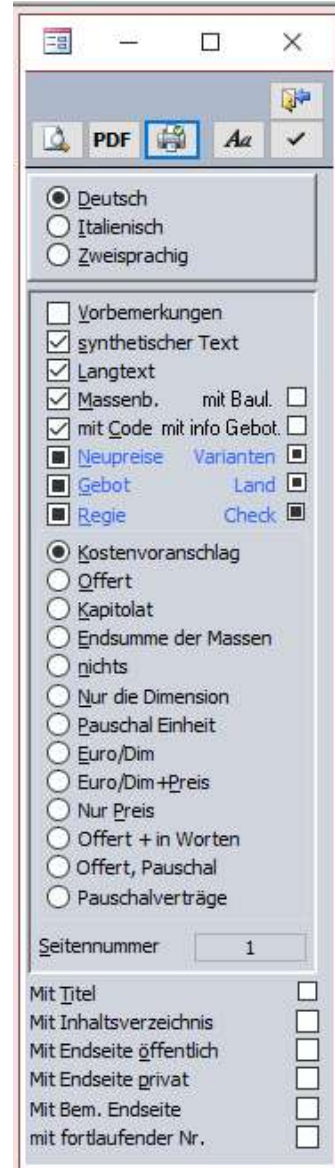 PDF Aa
Deutsch
Italienisch
Zweisprachig
Vorbemerkungen
synthetischer Text
Langtext
Massenb. mit Baul.
mit Code mit info Gebot.
Neupreise Varianten
Gebot Land
Regie Check
Kostenvoranschlag
Offert
Kapitolat
Endsumme der Massen
nichts
Nur die Dimension
Pauschal Einheit
Euro/Dim
Euro/Dim+Preis
Nur Preis
Offert + in Worten
Offert, Pauschal
Pauschalverträge
Seitennummer 1
Mit Titel
Mit Inhaltsverzeichnis
Mit Endseite öffentlich
Mit Endseite privat
Mit Bem. Endseite
mit fortlaufender Nr.